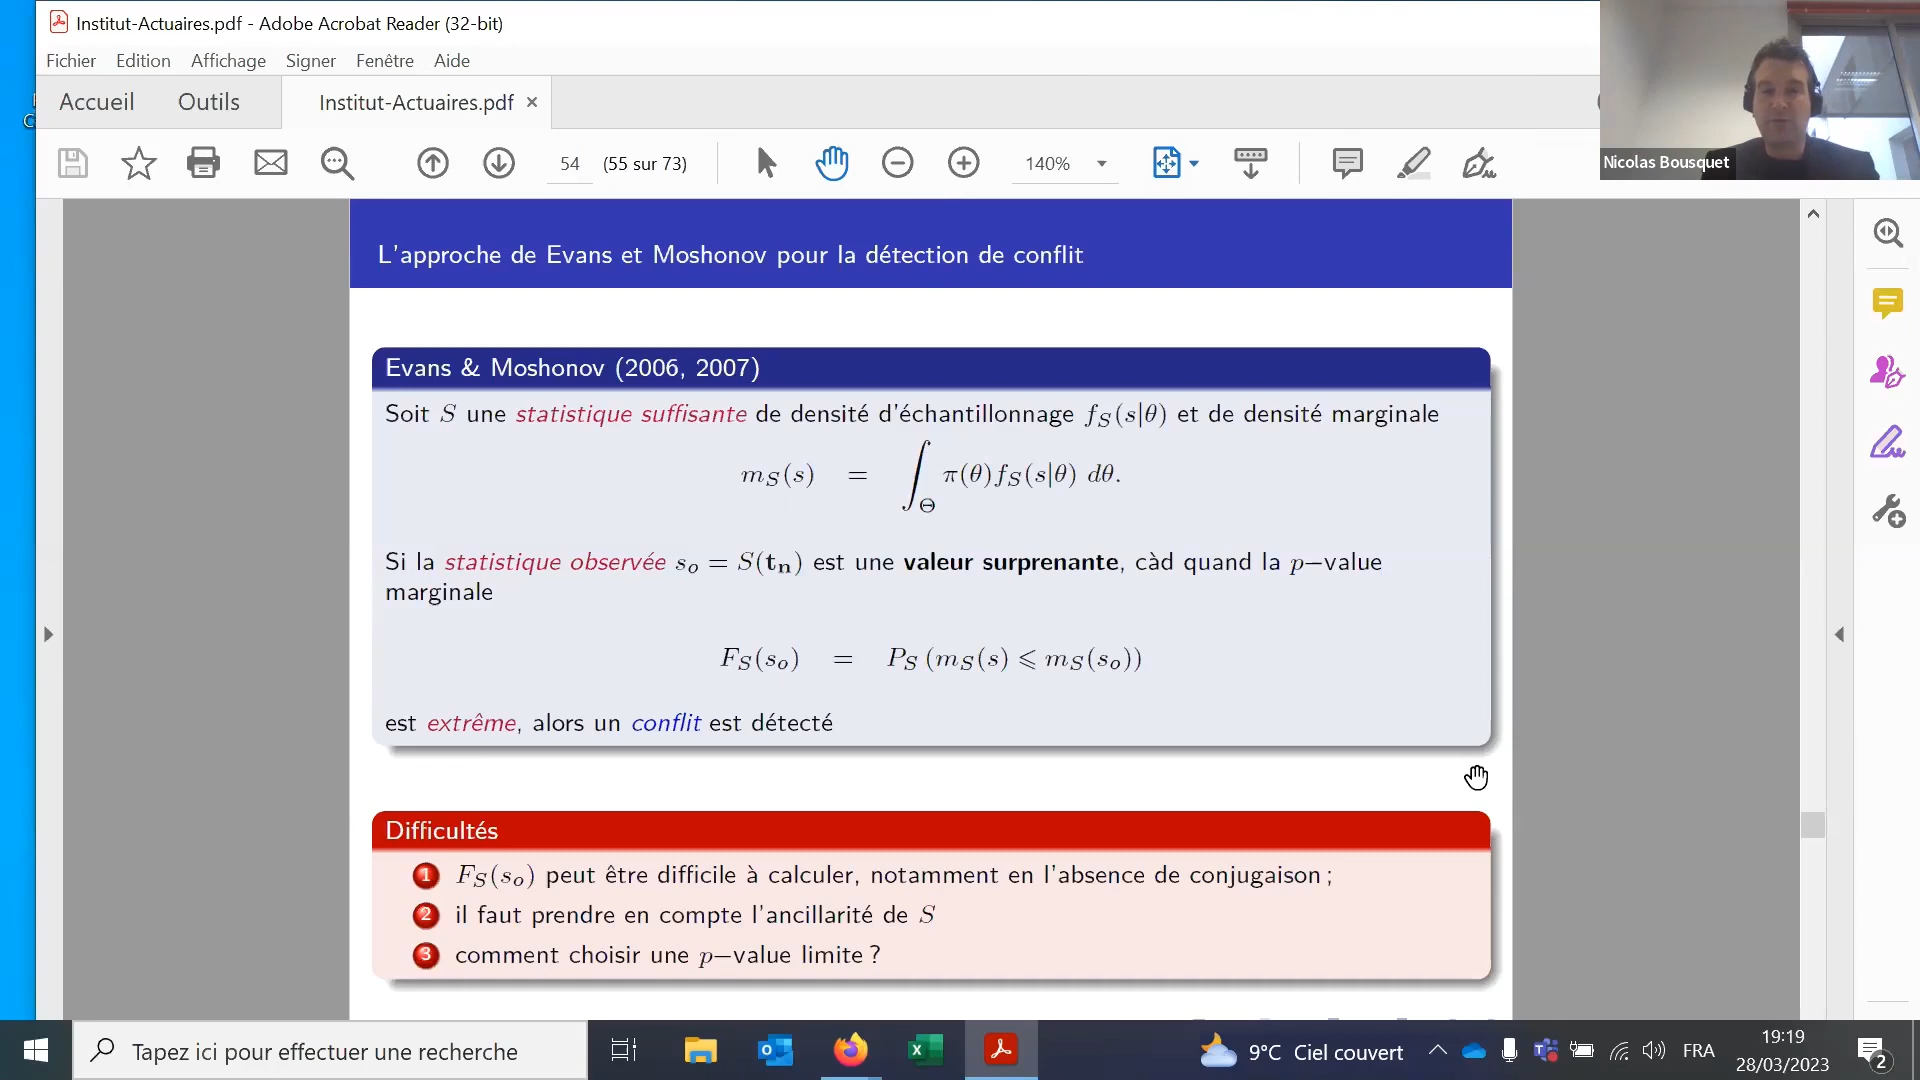 Institut-Actuaires.pdf - Adobe Acrobat Reader (32-bit)
Fichier Edition Affichage Signer Fenêtre Aide
Accueil Outils Institut-Actuaires.pdf ×
54 (55 sur 73) 140%
Nicolas Bousquet
L'approche de Evans et Moshonov pour la détection de conflit
Evans & Moshonov (2006, 2007)
Soit S une statistique suffisante de densité d'échantillonnage f_S(s|θ) et de densité marginale
m_S(s) = ∫_Θ π(θ)f_S(s|θ) dθ.
Si la statistique observée s_o = S(t_n) est une valeur surprenante, càd quand la p−value
marginale
F_S(s_o) = P_S (m_S(s) ⩽ m_S(s_o))
est extrême, alors un conflit est détecté
Difficultés
1 F_S(s_o) peut être difficile à calculer, notamment en l'absence de conjugaison ;
2 il faut prendre en compte l'ancillarité de S
3 comment choisir une p−value limite ?
Tapez ici pour effectuer une recherche
9°C Ciel couvert
FRA
19:19
28/03/2023
2